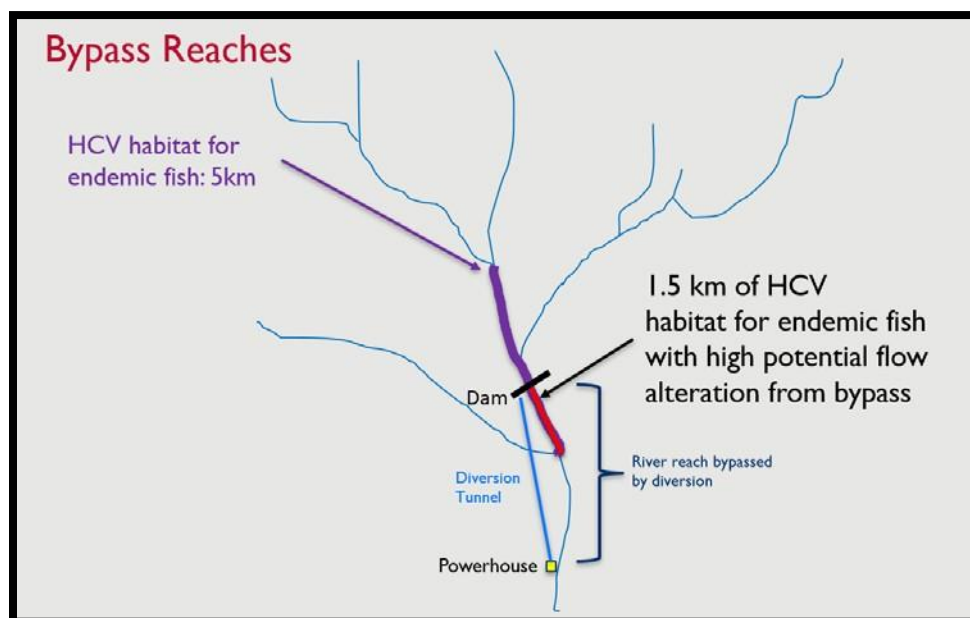 Bypass Reaches
HCV habitat for
endemic fish: 5km
1.5 km of HCV
habitat for endemic fish
with high potential flow
alteration from bypass
Dam
River reach bypassed
by diversion
Diversion
Tunnel
Powerhouse